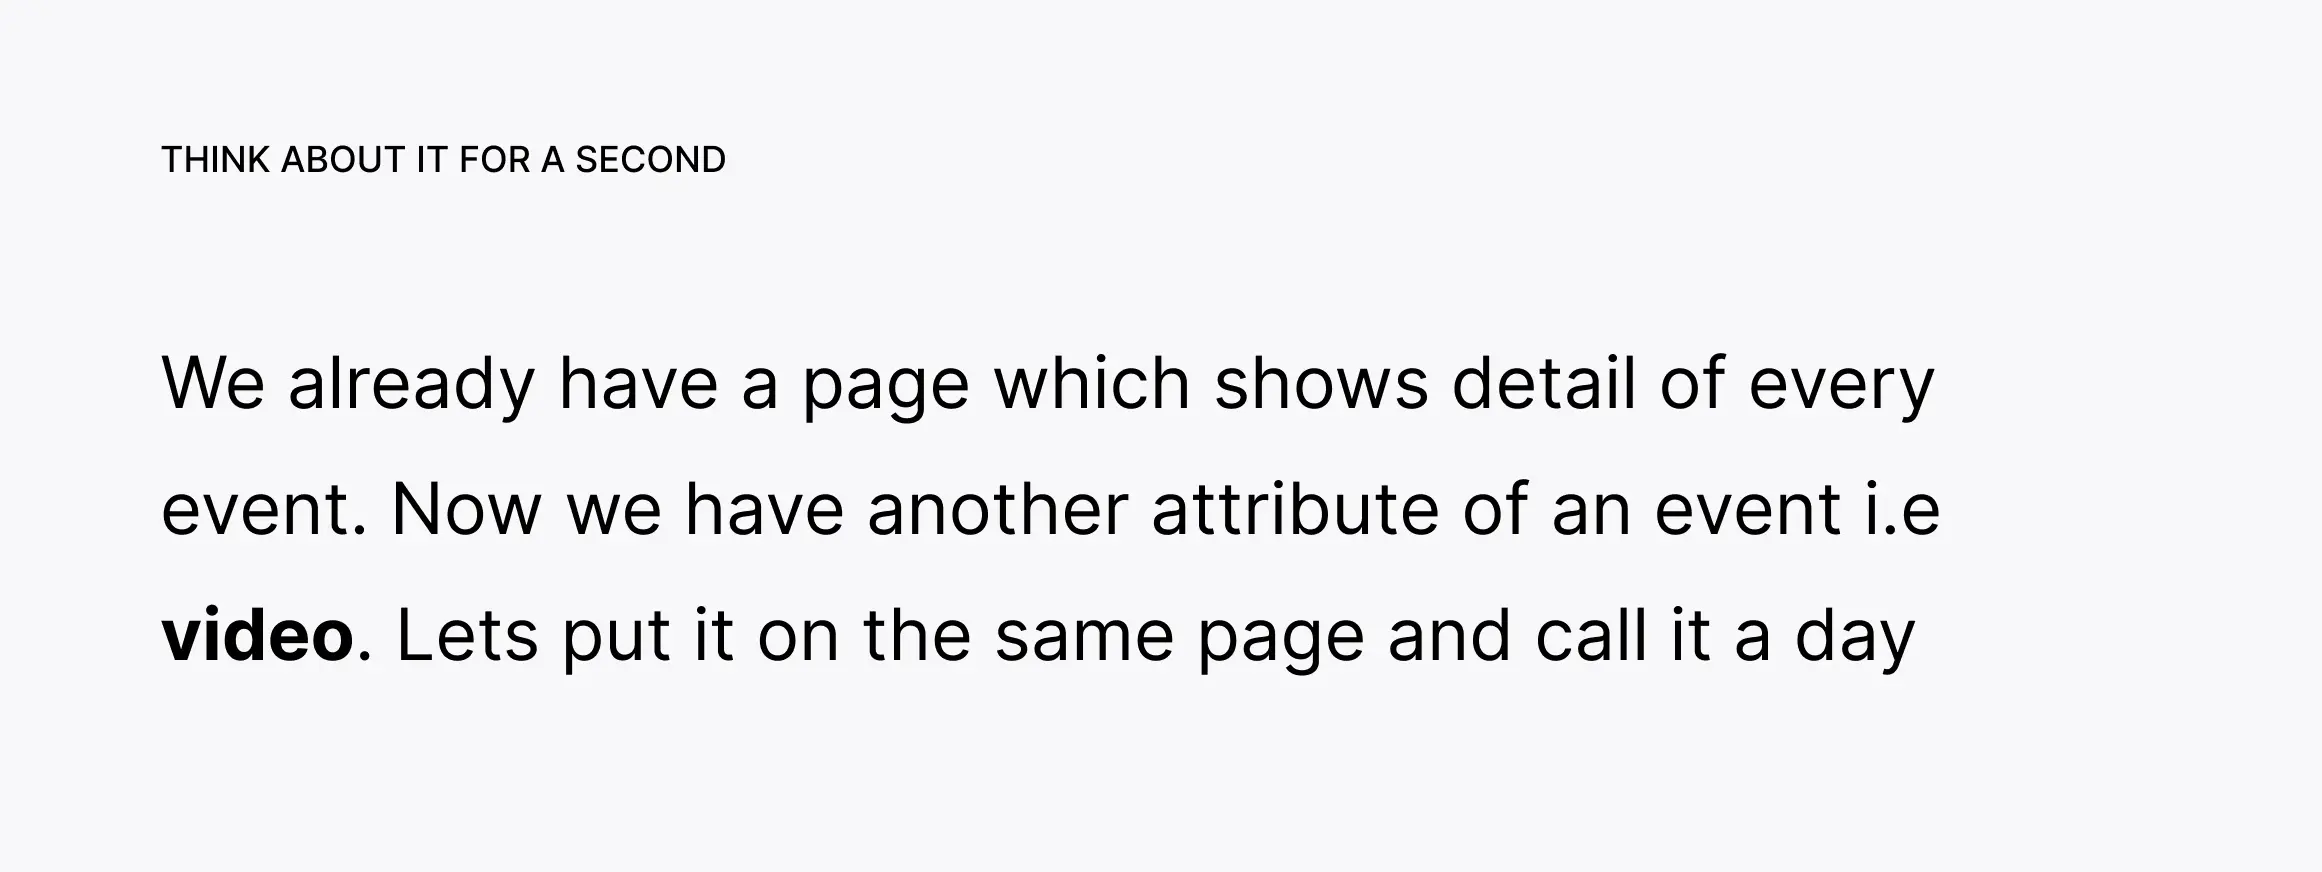 THINK ABOUT IT FOR A SECOND
We already have a page which shows detail of every
event. Now we have another attribute of an event i.e
video. Lets put it on the same page and call it a day